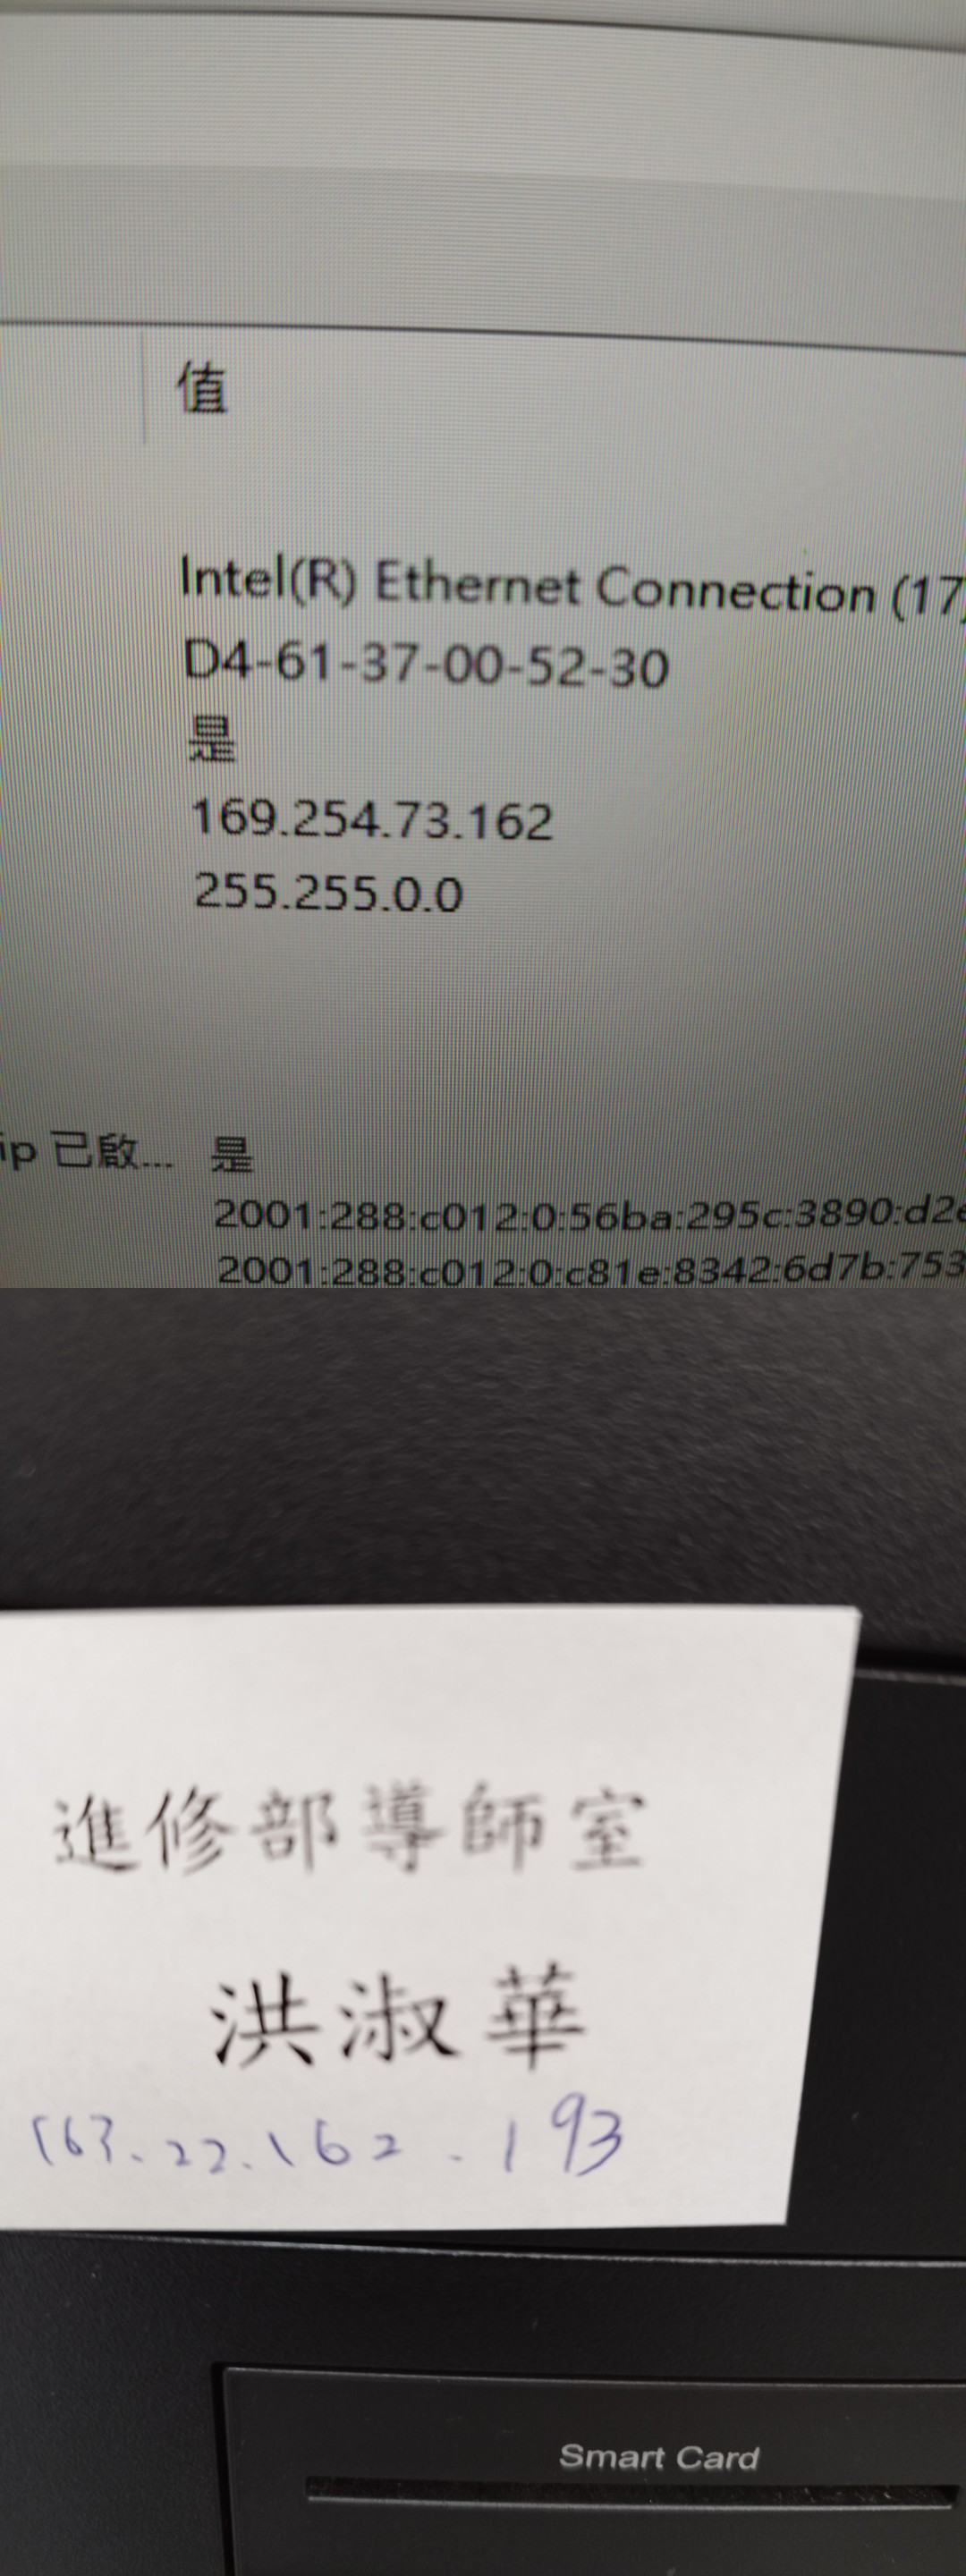 值
Intel(R) Ethernet Connection (17)
D4-61-37-00-52-30
是
169.254.73.162
255.255.0.0
ip 已啟... 是
2001:288:c012:0:56ba:295c:3890:d2e
2001:288:c012:0:c81e:8342:6d7b:753
進修部導師室
洪淑華
163.22.162.193
Smart Card